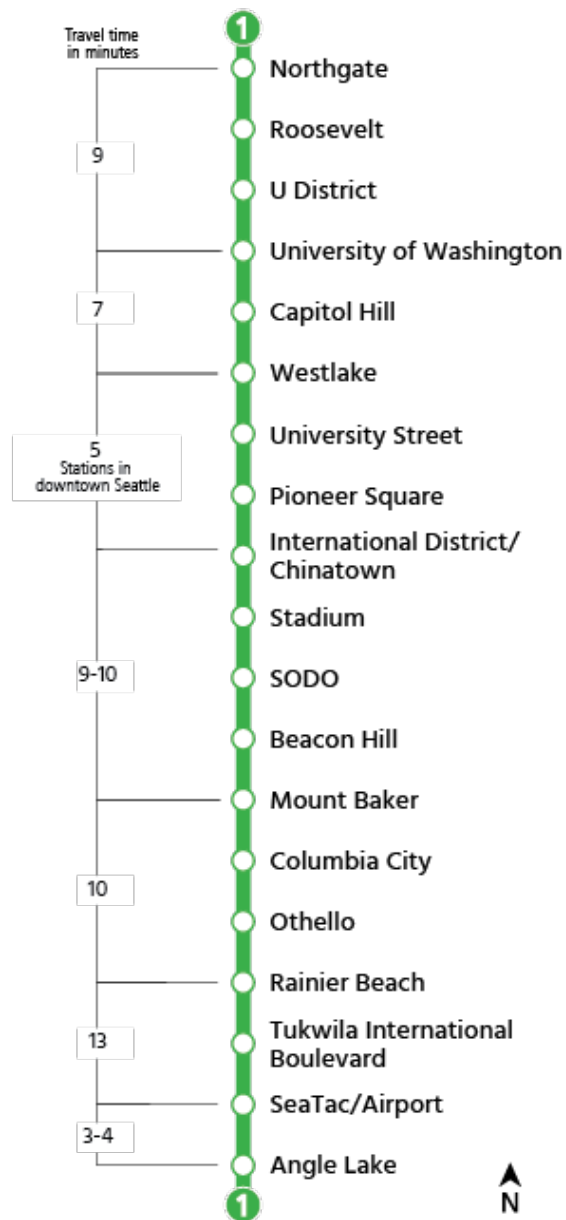 1
Travel time
in minutes
Northgate
Roosevelt
9
U District
University of Washington
7
Capitol Hill
Westlake
University Street
5
Stations in
downtown Seattle
Pioneer Square
International District/
Chinatown
Stadium
9-10
SODO
Beacon Hill
Mount Baker
Columbia City
10
Othello
Rainier Beach
13
Tukwila International
Boulevard
SeaTac/Airport
3-4
Angle Lake
1
N